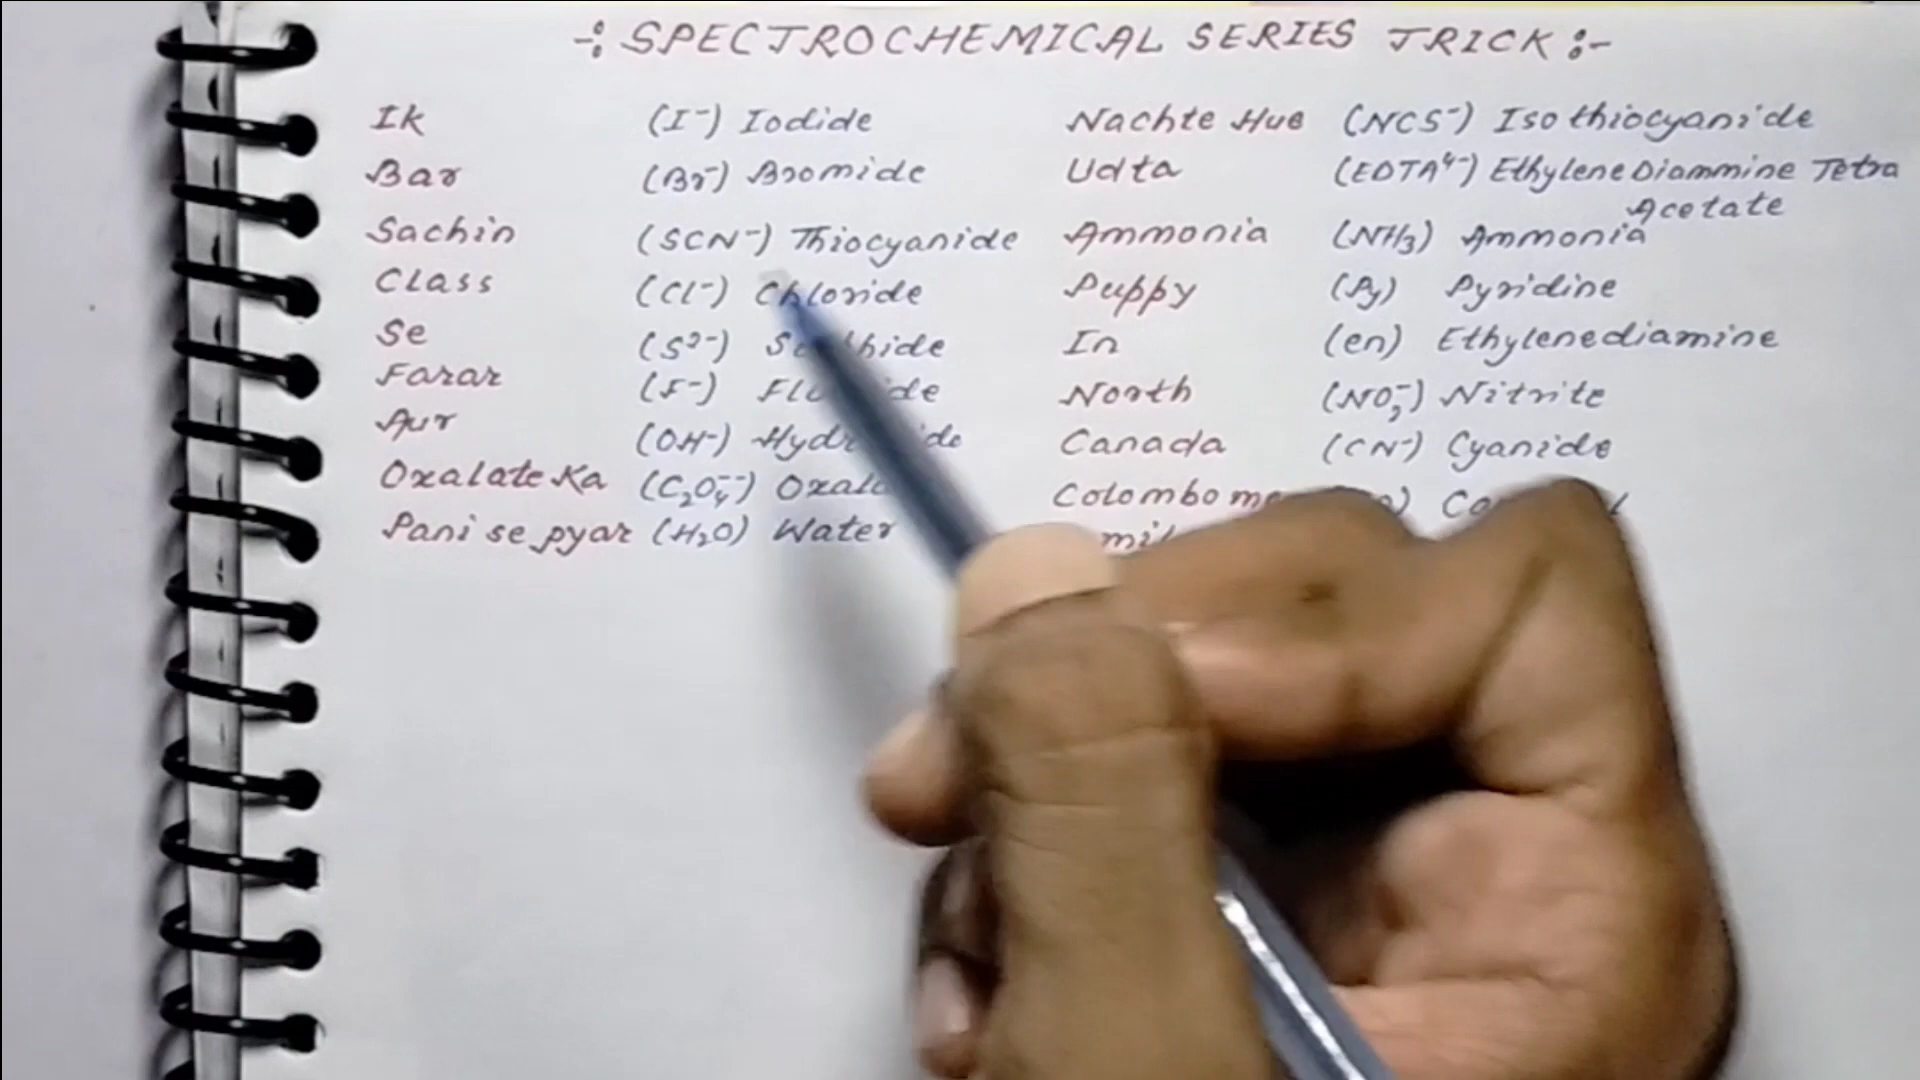 -: SPECTROCHEMICAL SERIES TRICK :-
Ik (I⁻) Iodide
Bar (Br⁻) Bromide
Sachin (SCN⁻) Thiocyanide
Class (Cl⁻) Chloride
Se (S²⁻)
Farar (F⁻)
Aur (OH⁻)
Oxalate Ka (C₂O₄⁻⁻)
Pani se pyar (H₂O) Water
Nachte Hue (NCS⁻) Isothiocyanide
Udta (EDTA⁴⁻) Ethylene Diammine Tetra
Acetate
Ammonia (NH₃) Ammonia
Puppy (Py) Pyridine
In (en) Ethylenediamine
North (NO₂⁻) Nitrite
Canada (CN⁻) Cyanide
Colombo